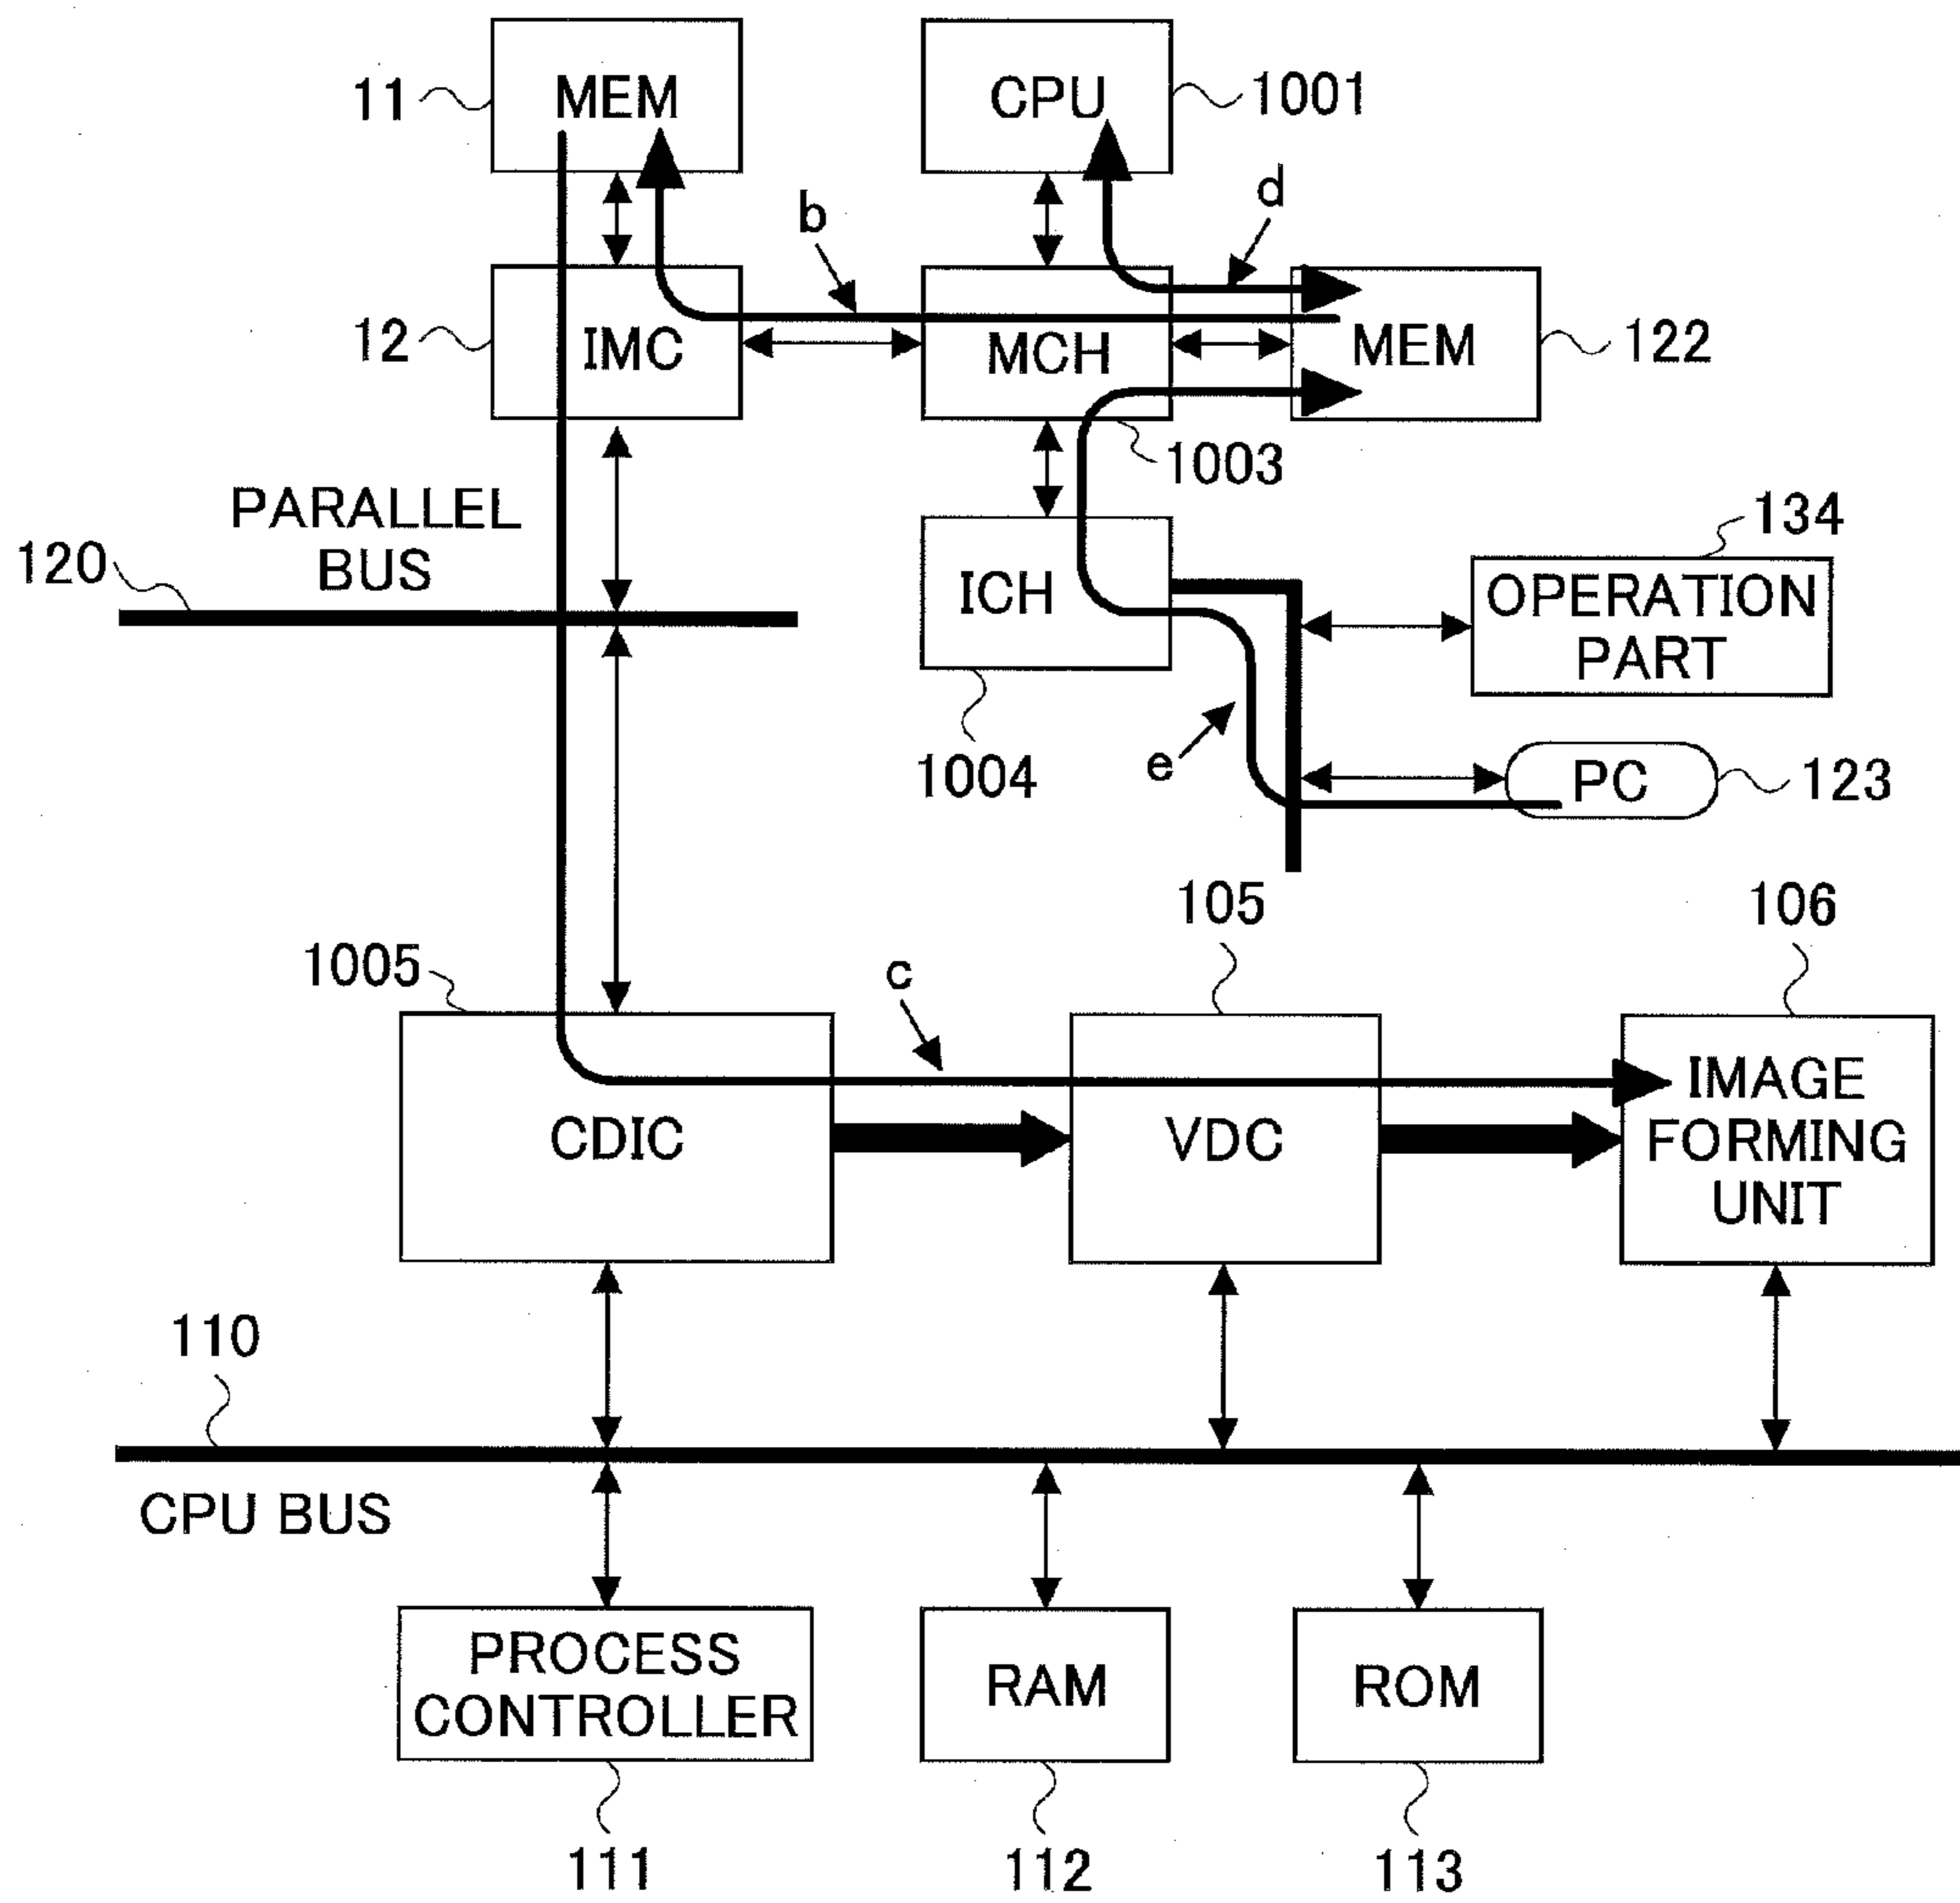 11
MEM
CPU
1001
b
d
12
IMC
MCH
MEM
122
1003
PARALLEL
BUS
120
ICH
134
OPERATION
PART
1004
e
PC
123
1005
c
105
106
CDIC
VDC
IMAGE
FORMING
UNIT
110
CPU BUS
PROCESS
CONTROLLER
RAM
ROM
111
112
113